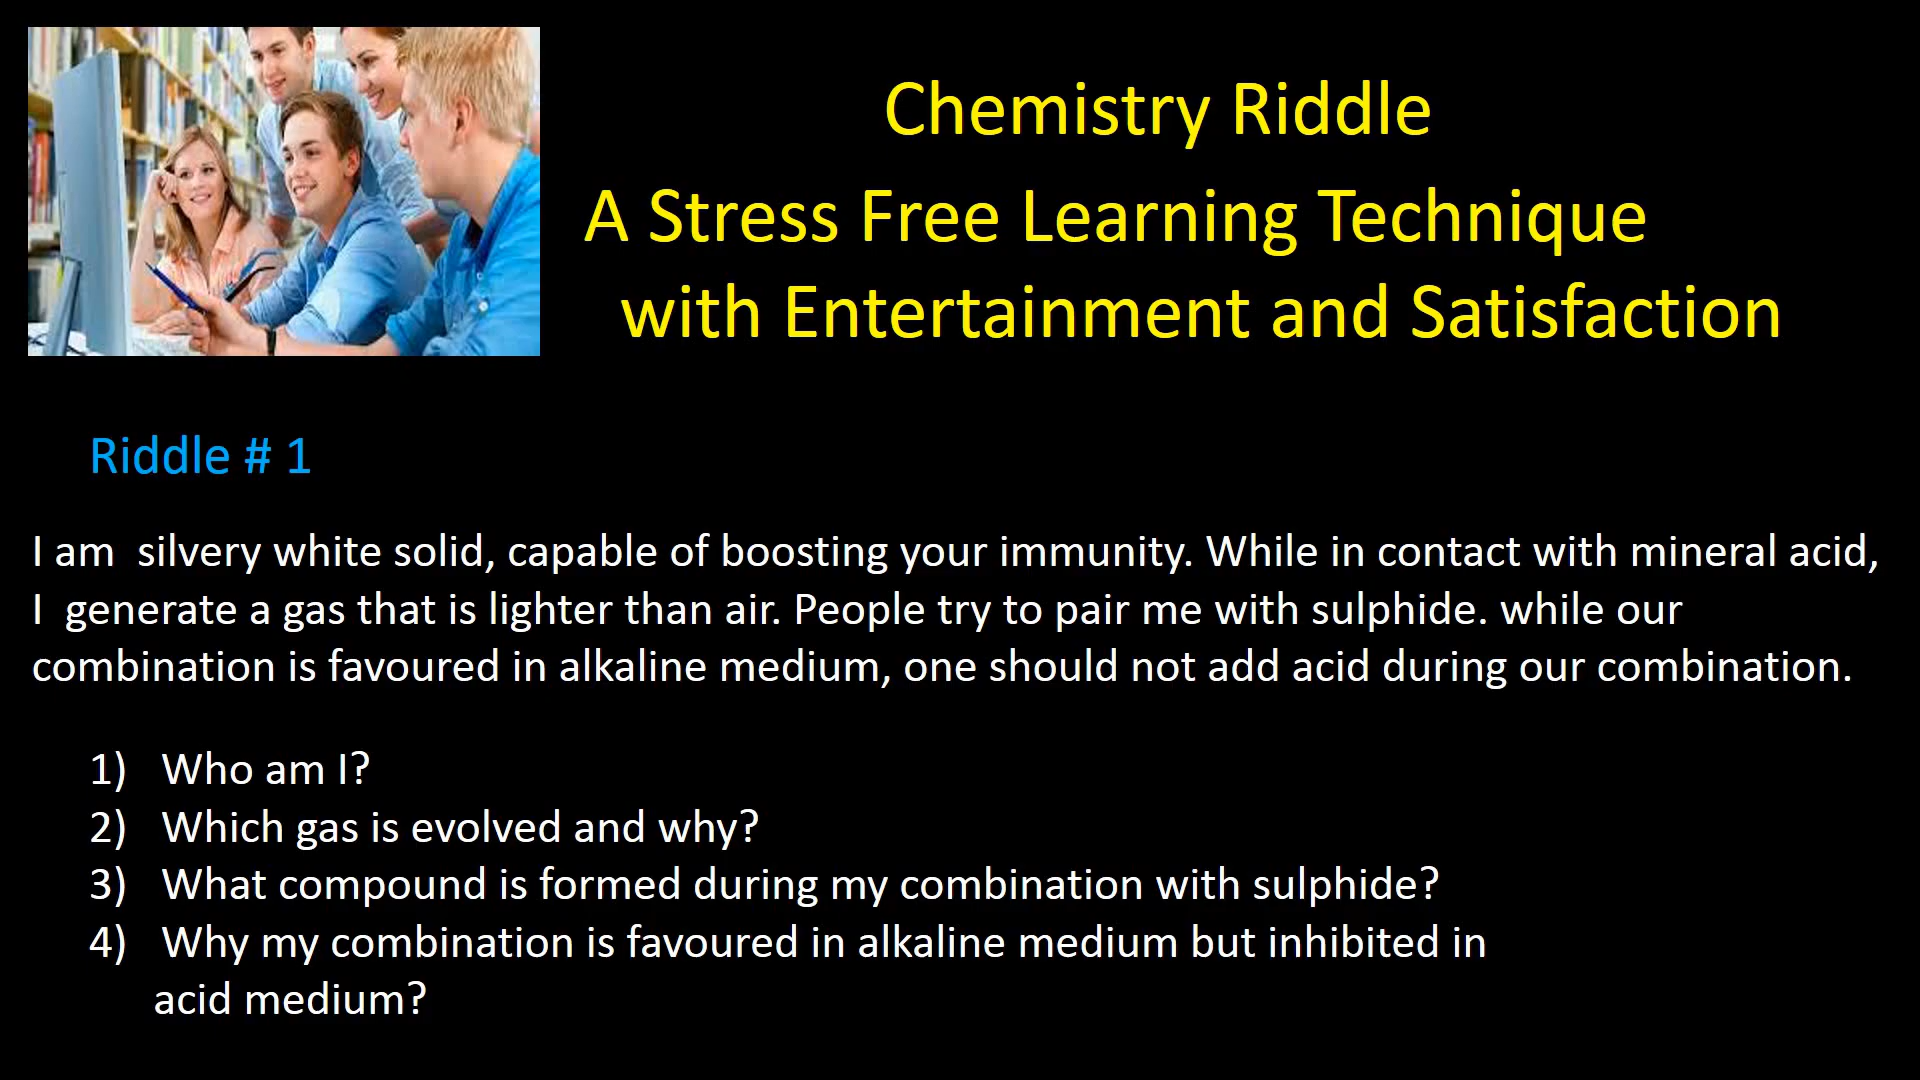 Chemistry Riddle
A Stress Free Learning Technique
with Entertainment and Satisfaction
Riddle # 1
I am  silvery white solid, capable of boosting your immunity. While in contact with mineral acid,
I  generate a gas that is lighter than air. People try to pair me with sulphide. while our
combination is favoured in alkaline medium, one should not add acid during our combination.
1) Who am I?
2) Which gas is evolved and why?
3) What compound is formed during my combination with sulphide?
4) Why my combination is favoured in alkaline medium but inhibited in
acid medium?